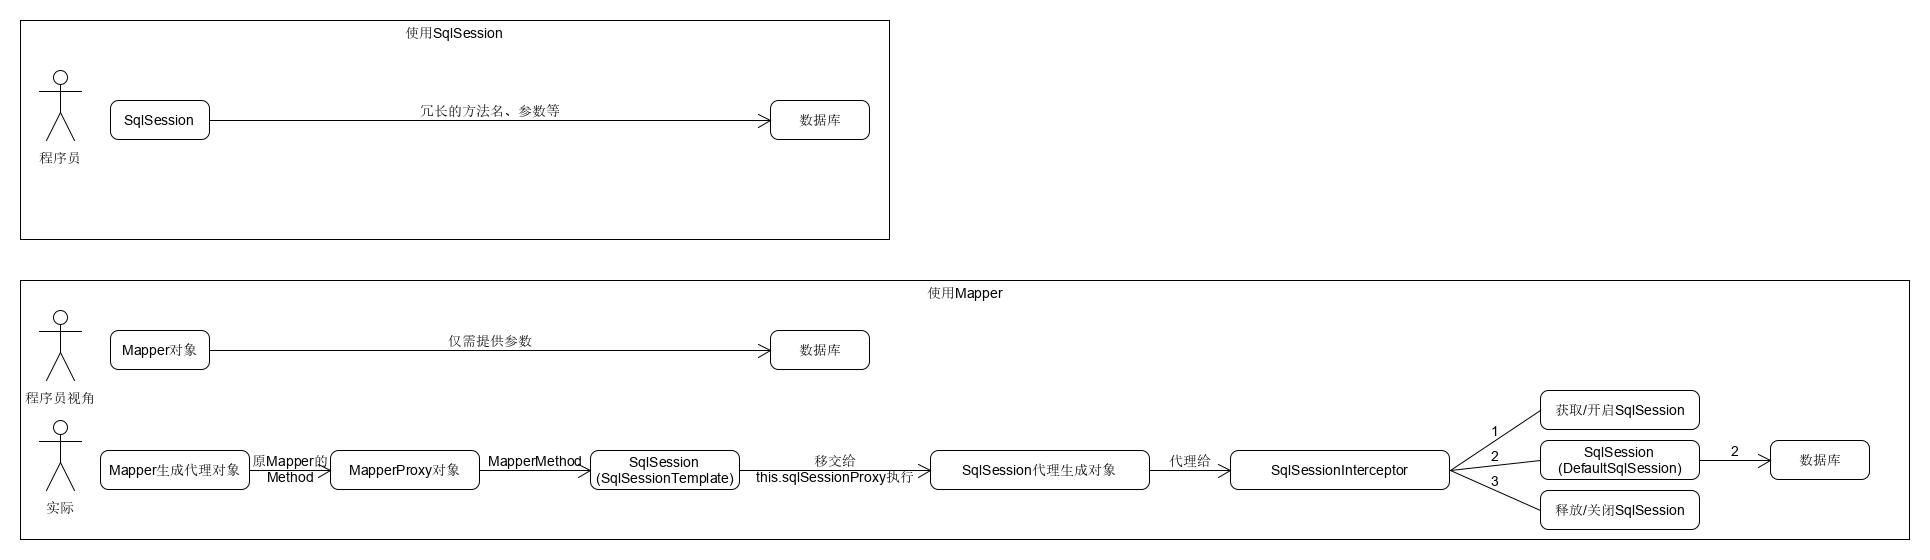 使用SqlSession
冗长的方法名、参数等
SqlSession
数据库
程序员
使用Mapper
仅需提供参数
Mapper对象
数据库
程序员视角
获取/开启SqlSession
1
原Mapper的
Method
MapperMethod
移交给
this.sqlSessionProxy执行
代理给
2
2
Mapper生成代理对象
MapperProxy对象
SqlSession
(SqlSessionTemplate)
SqlSession代理生成对象
SqlSessionInterceptor
SqlSession
(DefaultSqlSession)
数据库
3
实际
释放/关闭SqlSession